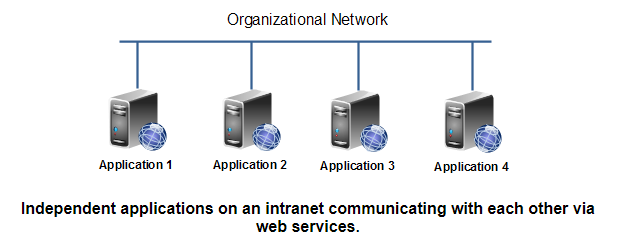 Organizational Network
Application 1
Application 2
Application 3
Application 4
Independent applications on an intranet communicating with each other via
web services.